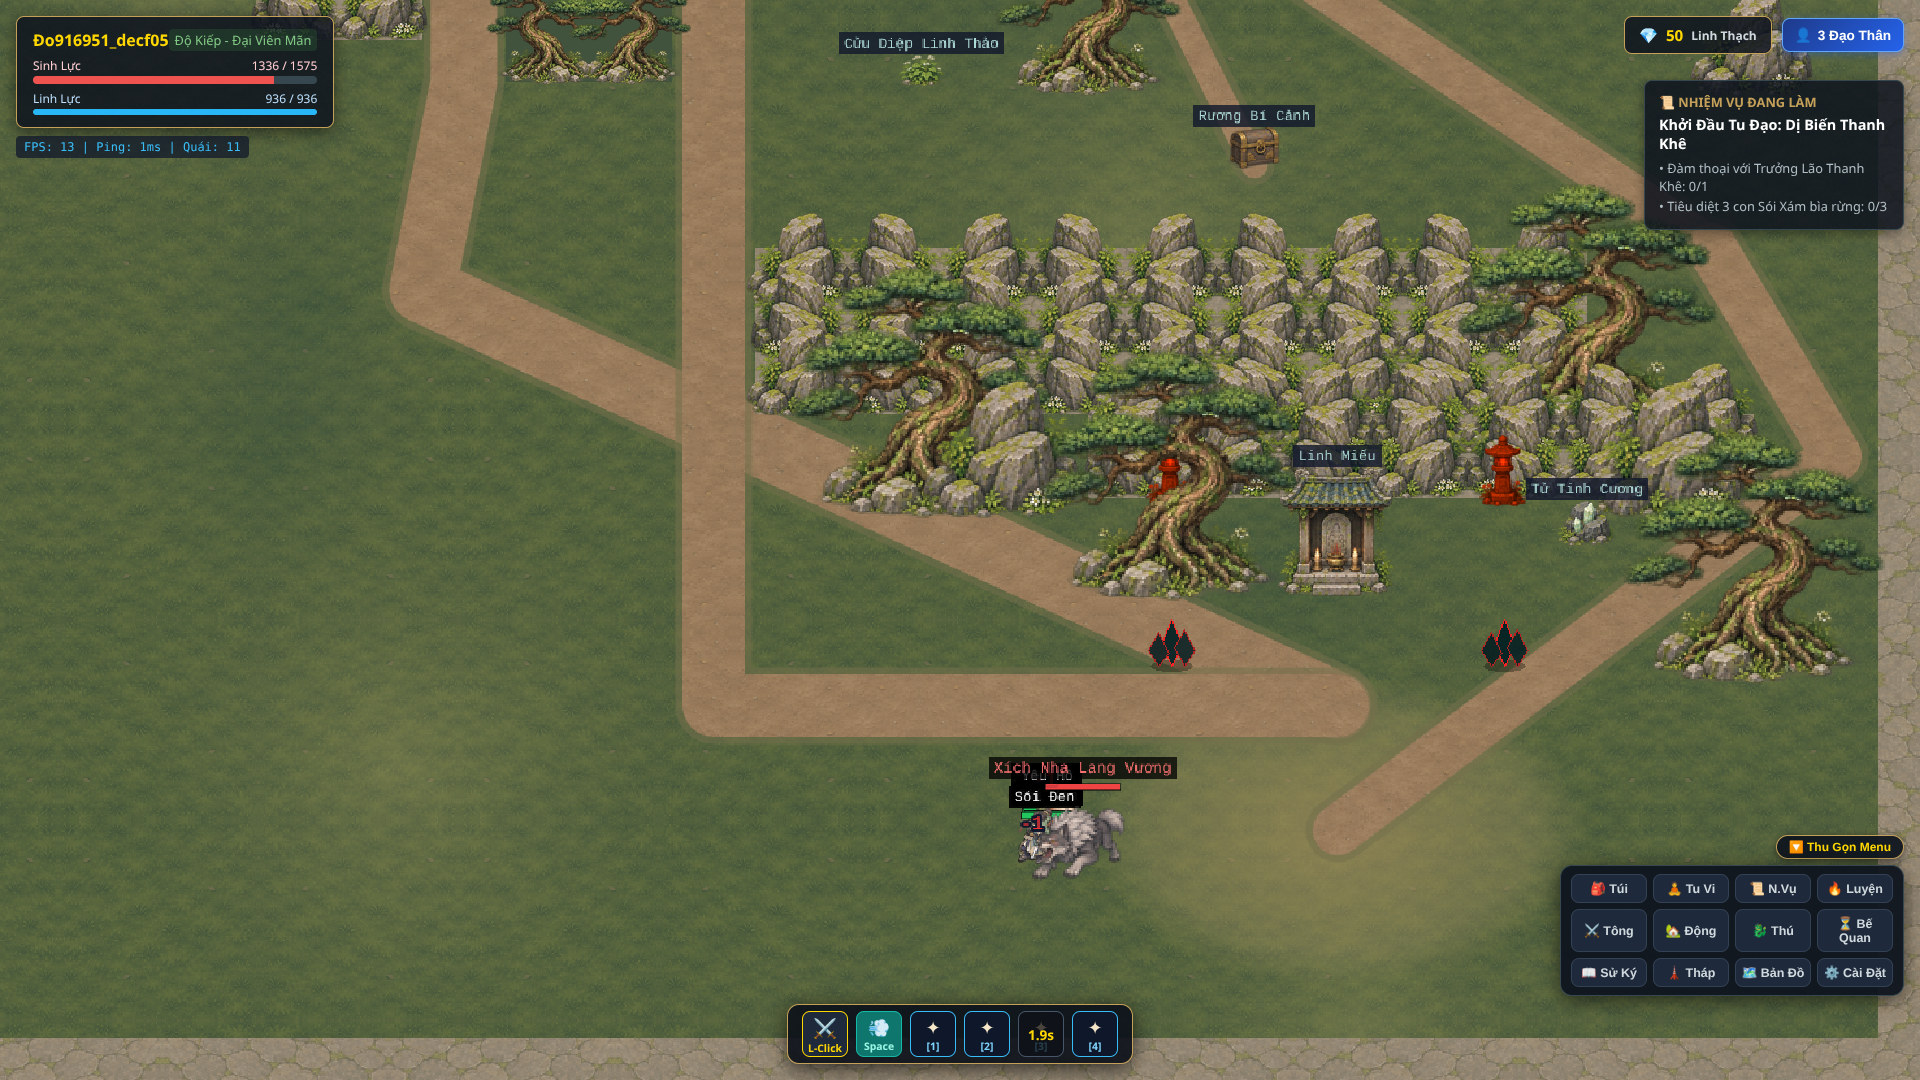 Đo916951_decf05 Độ Kiếp - Đại Viên Mãn
Sinh Lực 1336 / 1575
Linh Lực 936 / 936
FPS: 13 | Ping: 1ms | Quái: 11
Cửu Diệp Linh Thảo
Rương Bí Cảnh
💎 50 Linh Thạch
👤 3 Đạo Thân
📜 NHIỆM VỤ ĐANG LÀM
Khởi Đầu Tu Đạo: Dị Biến Thanh
Khê
• Đàm thoại với Trưởng Lão Thanh
Khê: 0/1
• Tiêu diệt 3 con Sói Xám bìa rừng: 0/3
Linh Miếu
Tử Tinh Cương
Xích Nha Lang Vương
Sói Đen
-1
🔽 Thu Gọn Menu
🎒 Túi
🧘 Tu Vi
📜 N.Vụ
🔥 Luyện
⚔️ Tông
🏡 Động
🐉 Thú
⏳ Bế
Quan
📖 Sử Ký
🗼 Tháp
🗺️ Bản Đồ
⚙️ Cài Đặt
L-Click
Space
[1]
[2]
1.9s
[3]
[4]